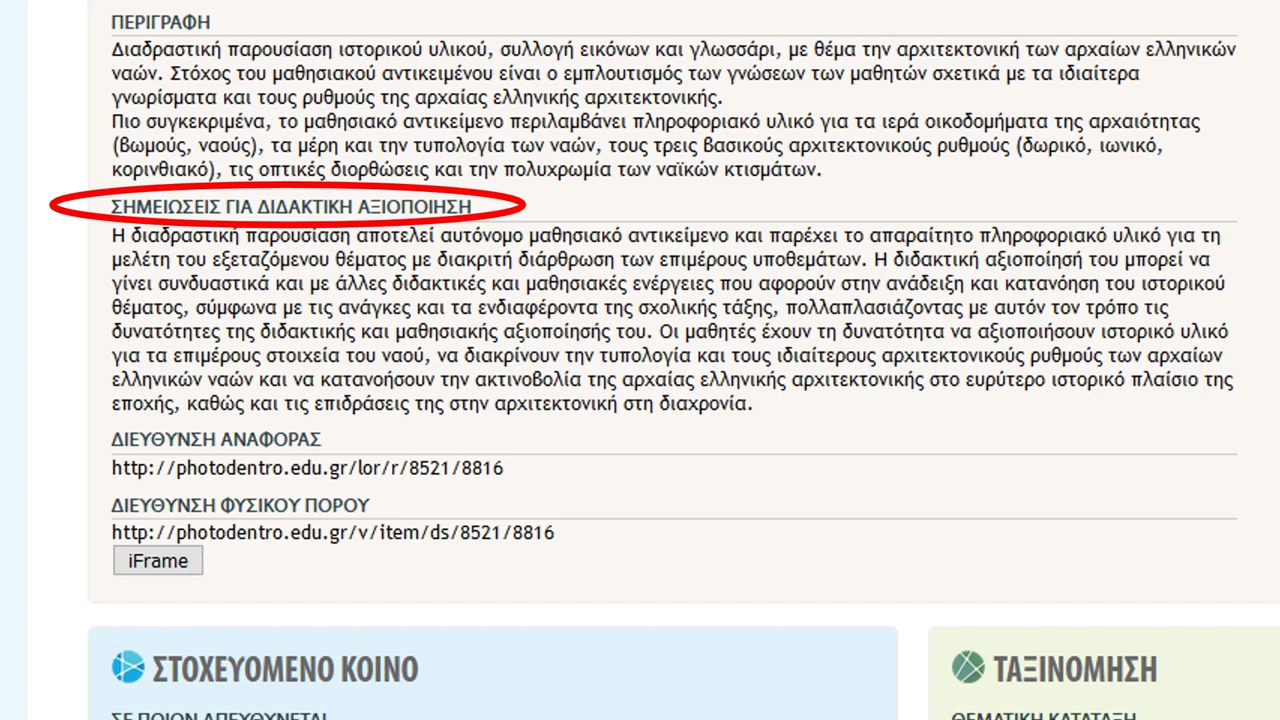 ΠΕΡΙΓΡΑΦΗ
Διαδραστική παρουσίαση ιστορικού υλικού, συλλογή εικόνων και γλωσσάρι, με θέμα την αρχιτεκτονική των αρχαίων ελληνικών
ναών. Στόχος του μαθησιακού αντικειμένου είναι ο εμπλουτισμός των γνώσεων των μαθητών σχετικά με τα ιδιαίτερα
γνωρίσματα και τους ρυθμούς της αρχαίας ελληνικής αρχιτεκτονικής.
Πιο συγκεκριμένα, το μαθησιακό αντικείμενο περιλαμβάνει πληροφοριακό υλικό για τα ιερά οικοδομήματα της αρχαιότητας
(βωμούς, ναούς), τα μέρη και την τυπολογία των ναών, τους τρεις βασικούς αρχιτεκτονικούς ρυθμούς (δωρικό, ιωνικό,
κορινθιακό), τις οπτικές διορθώσεις και την πολυχρωμία των ναϊκών κτισμάτων.
ΣΗΜΕΙΩΣΕΙΣ ΓΙΑ ΔΙΔΑΚΤΙΚΗ ΑΞΙΟΠΟΙΗΣΗ
Η διαδραστική παρουσίαση αποτελεί αυτόνομο μαθησιακό αντικείμενο και παρέχει το απαραίτητο πληροφοριακό υλικό για τη
μελέτη του εξεταζόμενου θέματος με διακριτή διάρθρωση των επιμέρους υποθεμάτων. Η διδακτική αξιοποίησή του μπορεί να
γίνει συνδυαστικά και με άλλες διδακτικές και μαθησιακές ενέργειες που αφορούν στην ανάδειξη και κατανόηση του ιστορικού
θέματος, σύμφωνα με τις ανάγκες και τα ενδιαφέροντα της σχολικής τάξης, πολλαπλασιάζοντας με αυτόν τον τρόπο τις
δυνατότητες της διδακτικής και μαθησιακής αξιοποίησής του. Οι μαθητές έχουν τη δυνατότητα να αξιοποιήσουν ιστορικό υλικό
για τα επιμέρους στοιχεία του ναού, να διακρίνουν την τυπολογία και τους ιδιαίτερους αρχιτεκτονικούς ρυθμούς των αρχαίων
ελληνικών ναών και να κατανοήσουν την ακτινοβολία της αρχαίας ελληνικής αρχιτεκτονικής στο ευρύτερο ιστορικό πλαίσιο της
εποχής, καθώς και τις επιδράσεις της στην αρχιτεκτονική στη διαχρονία.
ΔΙΕΥΘΥΝΣΗ ΑΝΑΦΟΡΑΣ
http://photodentro.edu.gr/lor/r/8521/8816
ΔΙΕΥΘΥΝΣΗ ΦΥΣΙΚΟΥ ΠΟΡΟΥ
http://photodentro.edu.gr/v/item/ds/8521/8816
iFrame
ΣΤΟΧΕΥΟΜΕΝΟ ΚΟΙΝΟ
ΤΑΞΙΝΟΜΗΣΗ
ΣΕ ΠΟΙΟΝ ΑΠΕΥΘΥΝΕΤΑΙ
ΘΕΜΑΤΙΚΗ ΚΑΤΑΤΑΞΗ